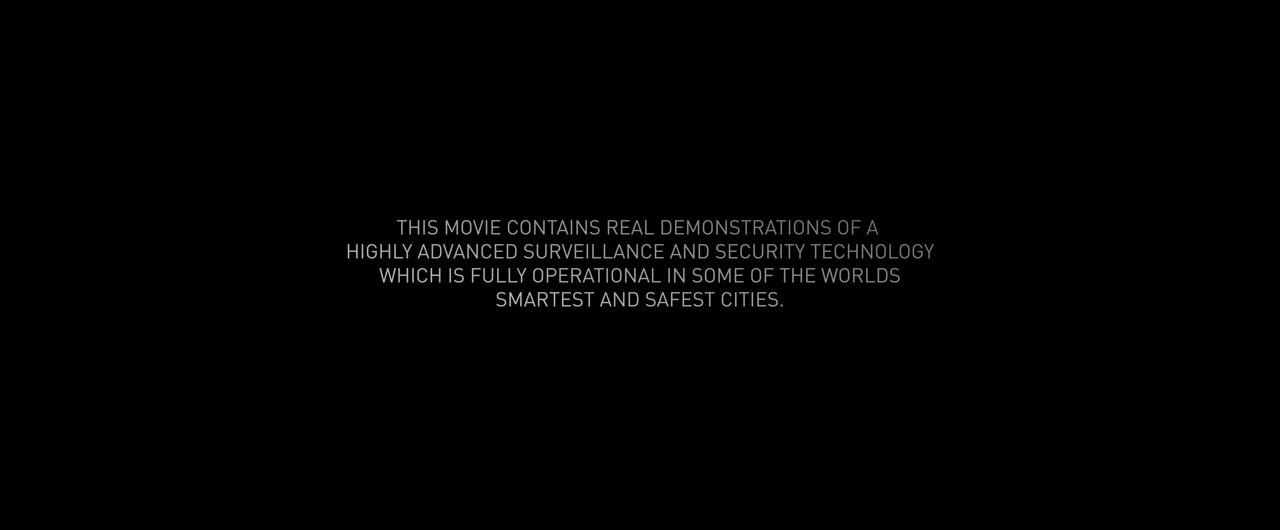 THIS MOVIE CONTAINS REAL DEMONSTRATIONS OF A
HIGHLY ADVANCED SURVEILLANCE AND SECURITY TECHNOLOGY
WHICH IS FULLY OPERATIONAL IN SOME OF THE WORLDS
SMARTEST AND SAFEST CITIES.